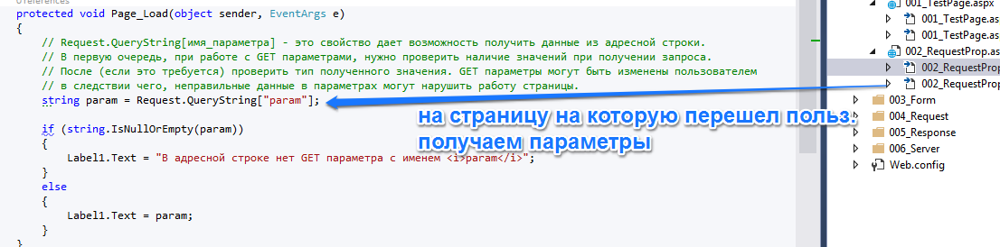 protected void Page_Load(object sender, EventArgs e)
{
// Request.QueryString[имя_параметра] - это свойство дает возможность получить данные из адресной строки.
// В первую очередь, при работе с GET параметрами, нужно проверить наличие значений при получении запроса.
// После (если это требуется) проверить тип полученного значения. GET параметры могут быть изменены пользователем
// в следствии чего, неправильные данные в параметрах могут нарушить работу страницы.
string param = Request.QueryString["param"];
if (string.IsNullOrEmpty(param))
{
Label1.Text = "В адресной строке нет GET параметра с именем <i>param</i>";
}
else
{
Label1.Text = param;
}
}
на страницу на которую перешел польз.
получаем параметры
001_TestPage.aspx
001_TestPage.as
001_TestPage.as
002_RequestProp.as
002_RequestProp
002_RequestProp
003_Form
004_Request
005_Response
006_Server
Web.config